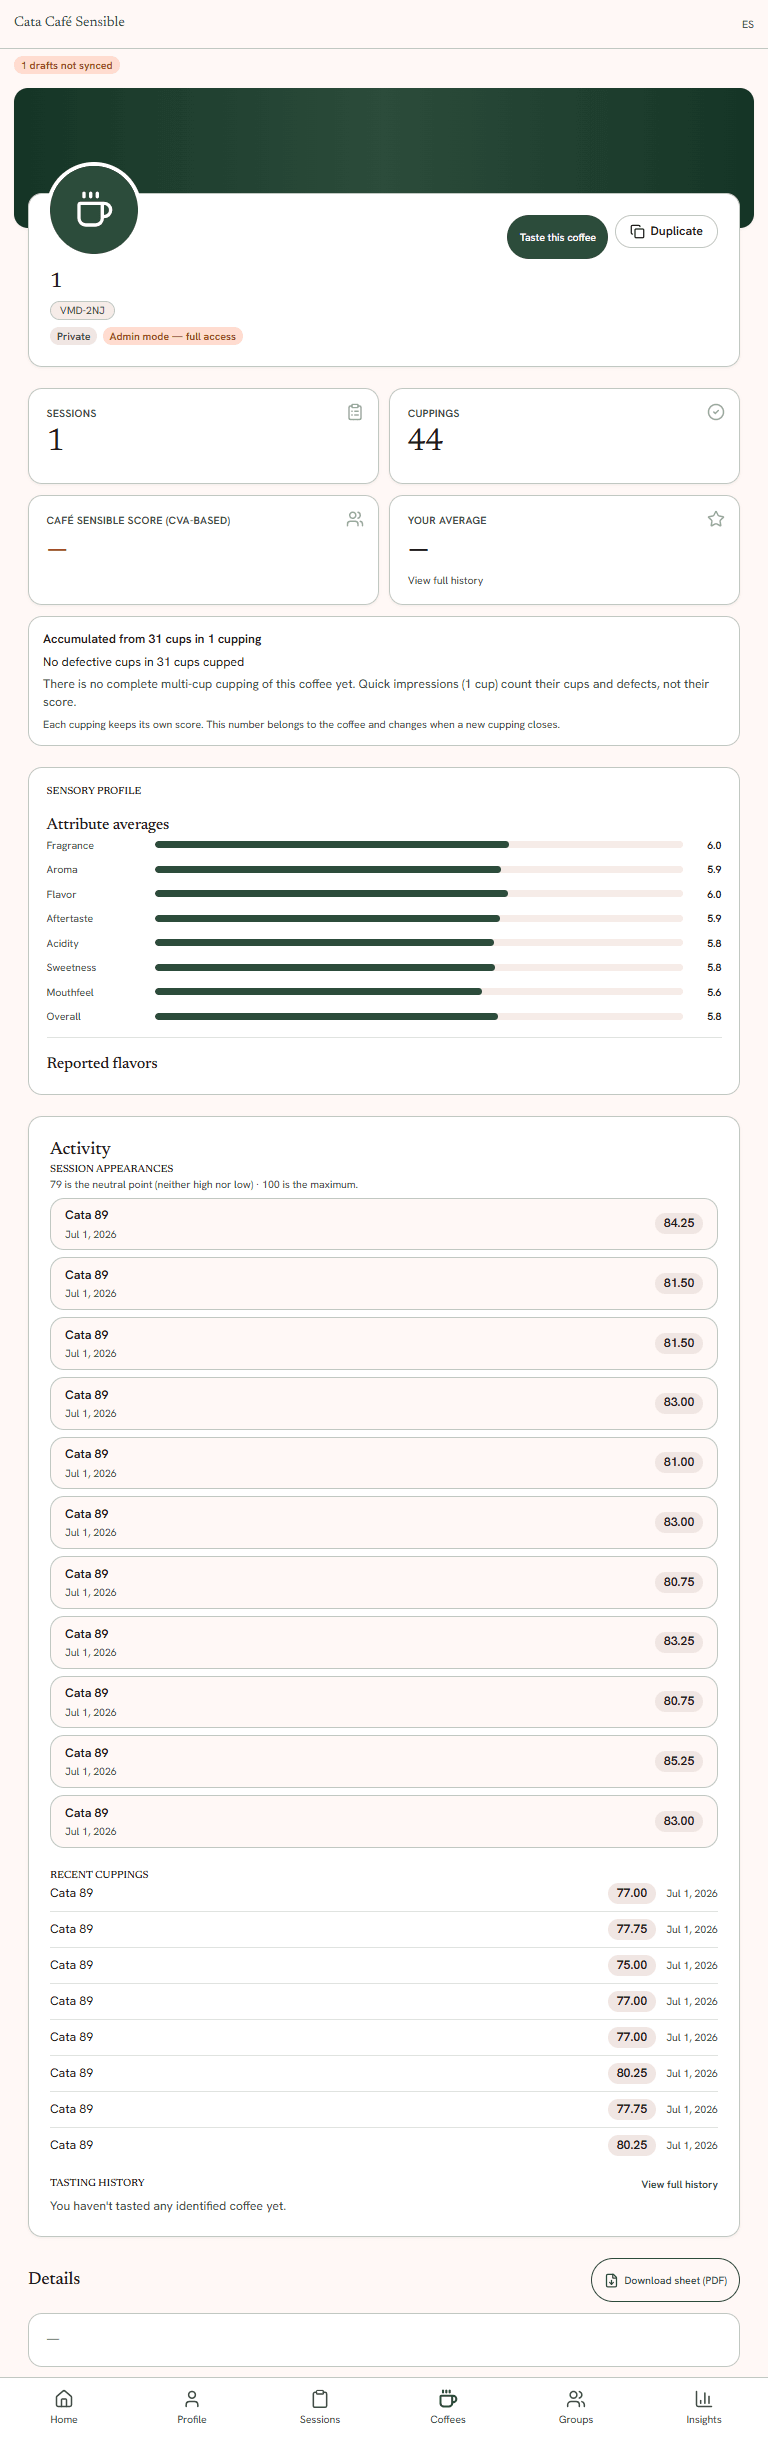 Cata Café Sensible
ES
1 drafts not synced
Taste this coffee
Duplicate
1
VMD-2NJ
Private
Admin mode — full access
SESSIONS
1
CUPPINGS
44
CAFÉ SENSIBLE SCORE (CVA-BASED)
—
YOUR AVERAGE
—
View full history
Accumulated from 31 cups in 1 cupping
No defective cups in 31 cups cupped
There is no complete multi-cup cupping of this coffee yet. Quick impressions (1 cup) count their cups and defects, not their
score.
Each cupping keeps its own score. This number belongs to the coffee and changes when a new cupping closes.
SENSORY PROFILE
Attribute averages
Fragrance 6.0
Aroma 5.9
Flavor 6.0
Aftertaste 5.9
Acidity 5.8
Sweetness 5.8
Mouthfeel 5.6
Overall 5.8
Reported flavors
Activity
SESSION APPEARANCES
79 is the neutral point (neither high nor low) · 100 is the maximum.
Cata 89
Jul 1, 2026
84.25
Cata 89
Jul 1, 2026
81.50
Cata 89
Jul 1, 2026
81.50
Cata 89
Jul 1, 2026
83.00
Cata 89
Jul 1, 2026
81.00
Cata 89
Jul 1, 2026
83.00
Cata 89
Jul 1, 2026
80.75
Cata 89
Jul 1, 2026
83.25
Cata 89
Jul 1, 2026
80.75
Cata 89
Jul 1, 2026
85.25
Cata 89
Jul 1, 2026
83.00
RECENT CUPPINGS
Cata 89 77.00 Jul 1, 2026
Cata 89 77.75 Jul 1, 2026
Cata 89 75.00 Jul 1, 2026
Cata 89 77.00 Jul 1, 2026
Cata 89 77.00 Jul 1, 2026
Cata 89 80.25 Jul 1, 2026
Cata 89 77.75 Jul 1, 2026
Cata 89 80.25 Jul 1, 2026
TASTING HISTORY
View full history
You haven't tasted any identified coffee yet.
Details
Download sheet (PDF)
—
Home
Profile
Sessions
Coffees
Groups
Insights